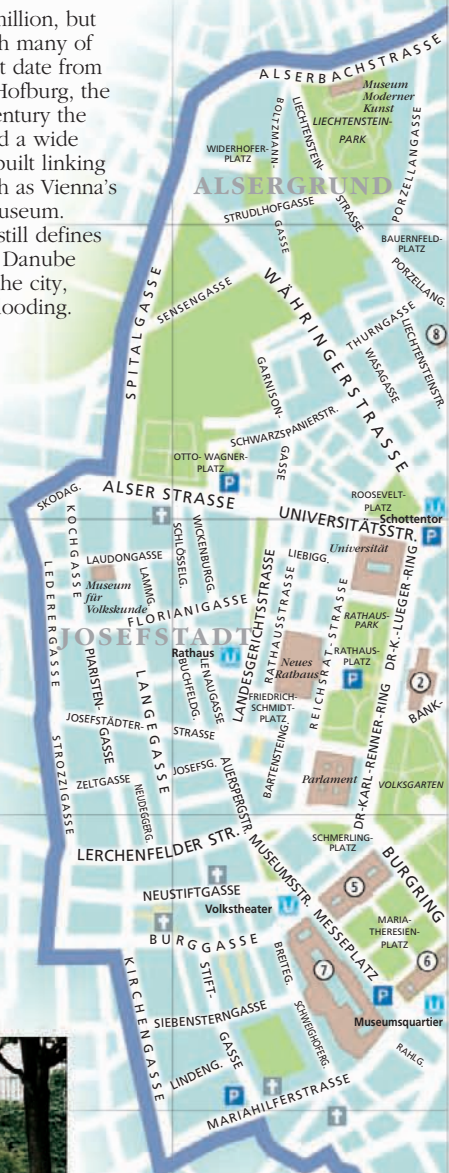 million, but
h many of
t date from
Hofburg, the
entury the
d a wide
built linking
h as Vienna's
useum.
still defines
Danube
he city,
looding.
ALSERBACHSTRASSE
Museum
Moderner
Kunst
LIECHTENSTEIN-
PARK
BOLTZMANN-
GASSE
LIECHTENSTEIN-
STRASSE
PORZELLANGASSE
WIDERHOFER-
PLATZ
ALSERGRUND
STRUDLHOFGASSE
BAUERNFELD-
PLATZ
PORZELLANG.
SPITALGASSE
SENSENGASSE
WÄHRINGERSTRASSE
THURNGASSE
LIECHTENSTEINSTR.
WASAGASSE
8
GARNISON-
GASSE
SCHWARZSPANIERSTR.
OTTO-WAGNER-
PLATZ
P
SKODAG.
ALSER STRASSE
ROOSEVELT-
PLATZ
U
Schottentor
P
UNIVERSITÄTSSTR.
Universität
KOCHGASSE
LEDERERGASSE
LAUDONGASSE
LAMMG.
SCHLÖSSELG.
WICKENBURGG.
LIEBIGG.
Museum
für
Volkskunde
FLORIANIGASSE
LANDESGERICHTSSTRASSE
RATHAUSSTRASSE
REICHSRAT-STRASSE
DR-K.-LUEGER-RING
RATHAUS-
PARK
JOSEFSTADT
Rathaus
U
Neues
Rathaus
RATHAUS-
PLATZ
P
2
BANK-
PIARISTEN-
GASSE
LANGEGASSE
BUCHFELDG.
LENAUGASSE
FRIEDRICH-
SCHMIDT-
PLATZ
JOSEFSTÄDTER-
STRASSE
BARTENSTEING.
DR-KARL-RENNER-RING
STROZZIGASSE
ZELTGASSE
NEUDEGGERG.
JOSEFSG.
AUERSPERGSTR.
Parlament
VOLKSGARTEN
LERCHENFELDER STR.
SCHMERLING-
PLATZ
MUSEUMSSTR.
BURGRING
NEUSTIFTGASSE
Volkstheater
U
5
MESSEPLATZ
MARIA-
THERESIEN-
PLATZ
BURGGASSE
BREITEG.
7
6
KIRCHENGASSE
STIFT-
GASSE
P
U
Museumsquartier
SIEBENSTERNGASSE
SCHWEIGHOFERG.
RAHLG.
LINDENG.
P
MARIAHILFERSTRASSE